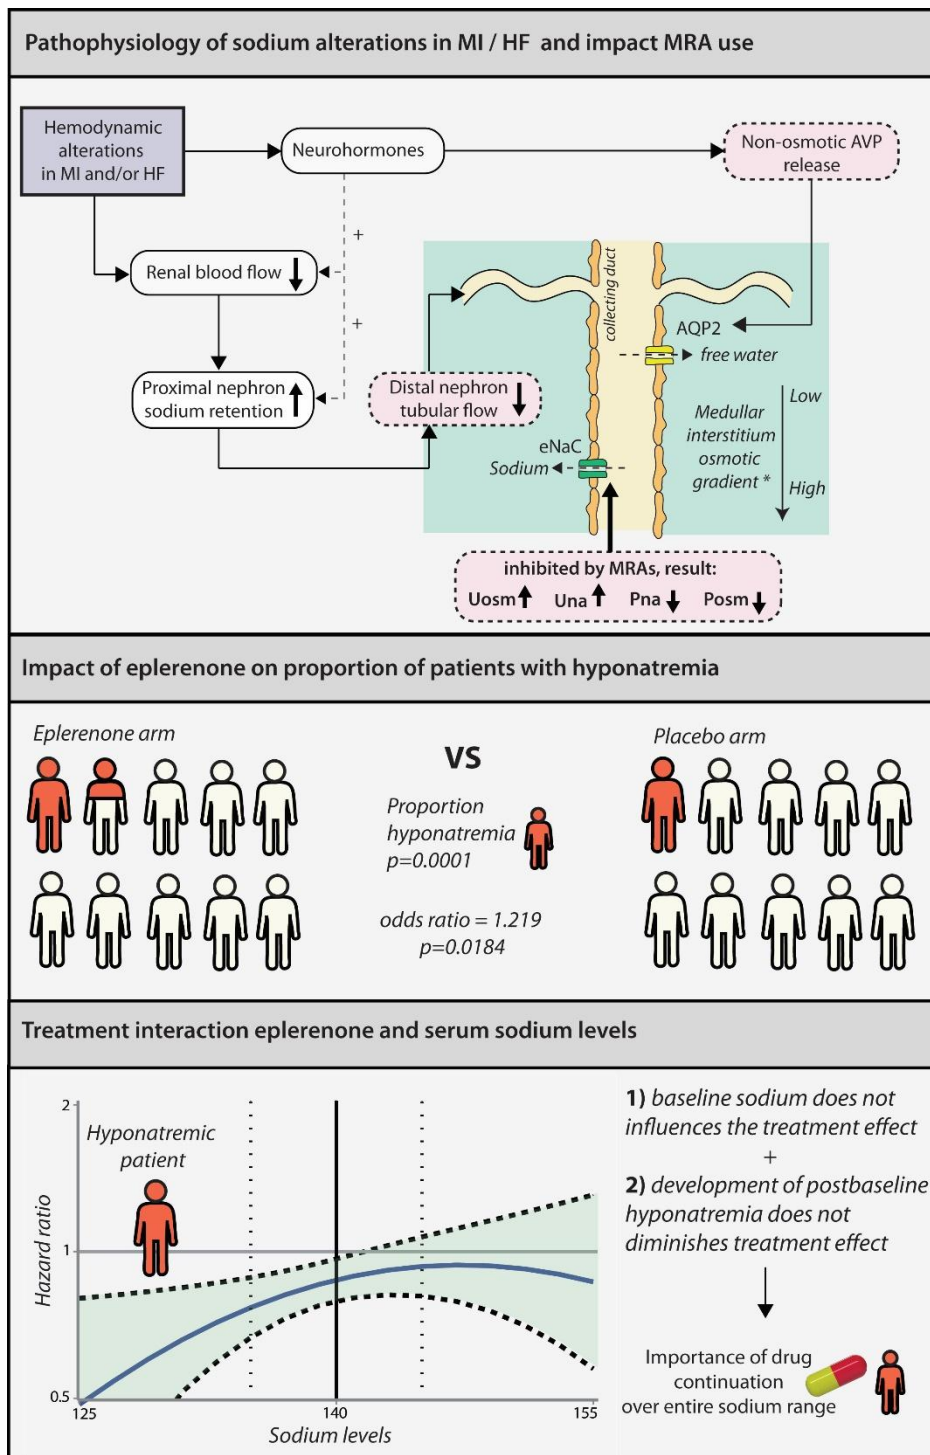 Pathophysiology of sodium alterations in MI / HF and impact MRA use
Hemodynamic
alterations
in MI and/or HF
Neurohormones
Non-osmotic AVP
release
+
Renal blood flow
+
Proximal nephron
sodium retention
Distal nephron
tubular flow
collecting duct
AQP2
free water
Low
Medullar
interstitium
osmotic
gradient *
High
eNaC
Sodium
inhibited by MRAs, result:
Uosm Una Pna Posm
Impact of eplerenone on proportion of patients with hyponatremia
Eplerenone arm
VS
Placebo arm
Proportion
hyponatremia
p=0.0001
odds ratio = 1.219
p=0.0184
Treatment interaction eplerenone and serum sodium levels
2
Hyponatremic
patient
Hazard ratio
1
0.5
125
140
155
Sodium levels
1) baseline sodium does not
influences the treatment effect
+
2) development of postbaseline
hyponatremia does not
diminishes treatment effect
Importance of drug
continuation
over entire sodium range